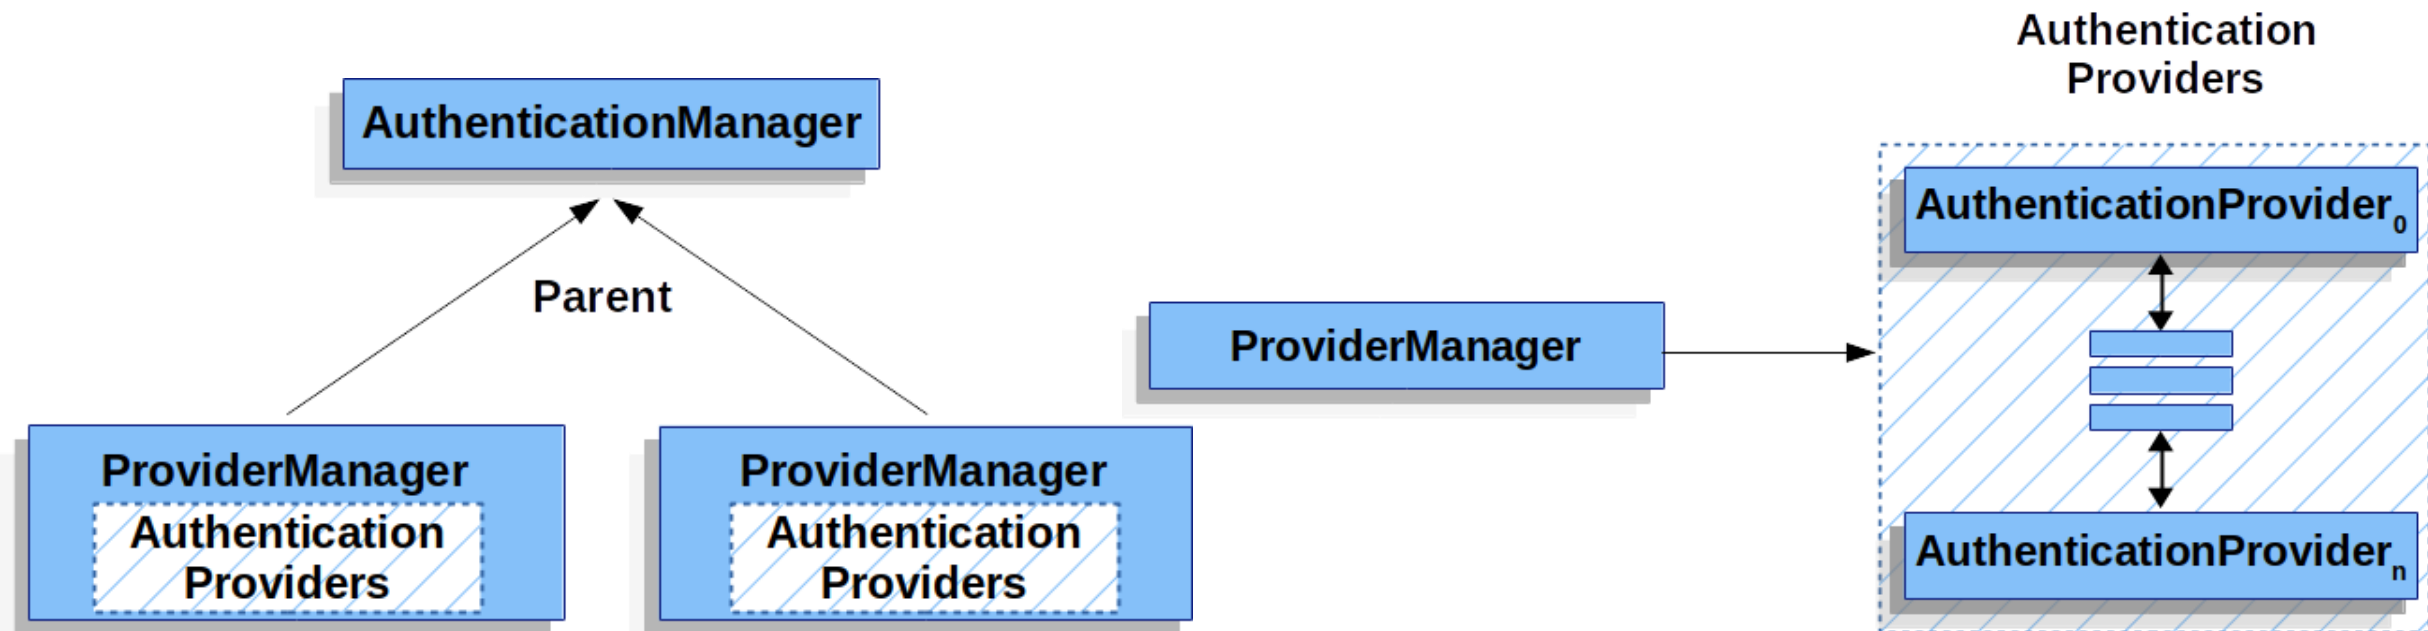 AuthenticationManager
Parent
ProviderManager
Authentication
Providers
ProviderManager
Authentication
Providers
ProviderManager
Authentication
Providers
AuthenticationProvider0
AuthenticationProvidern